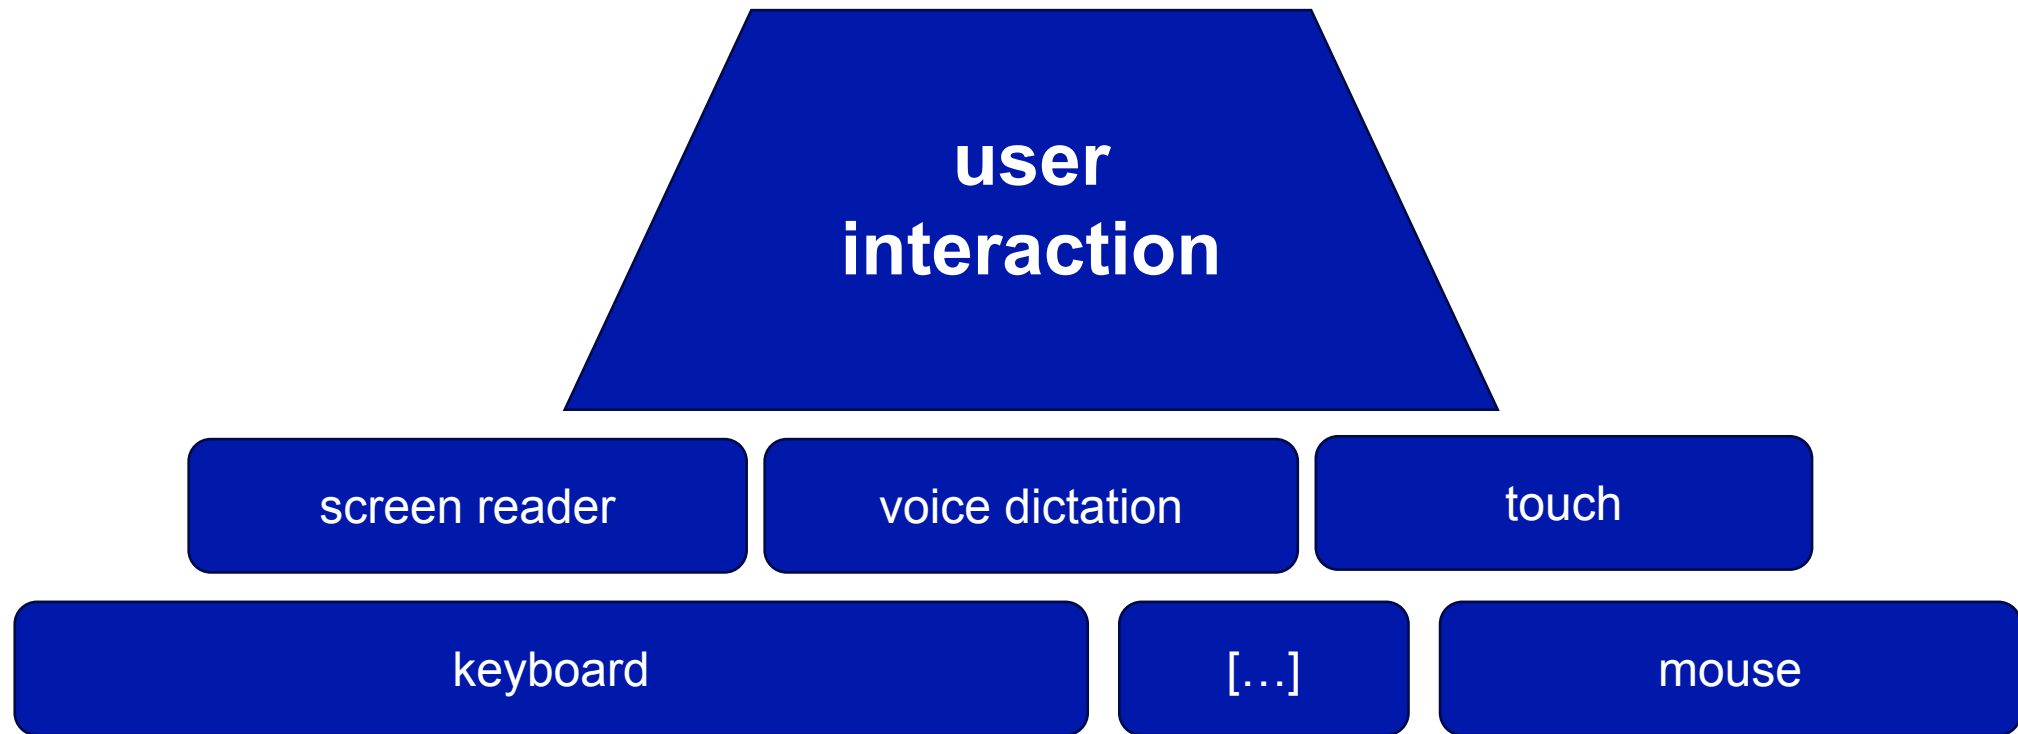 user
interaction
screen reader
voice dictation
touch
keyboard
[…]
mouse